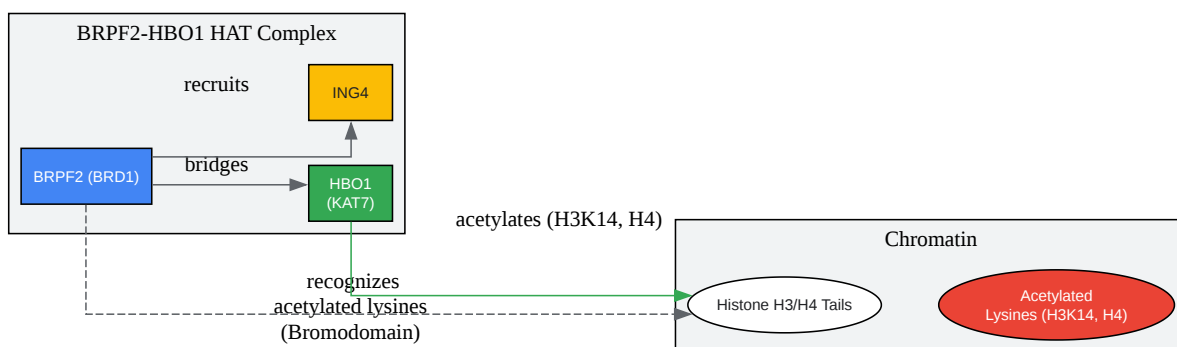 BRPF2-HBO1 HAT Complex
recruits
ING4
bridges
BRPF2 (BRD1)
HBO1
(KAT7)
acetylates (H3K14, H4)
Chromatin
recognizes
acetylated lysines
(Bromodomain)
Histone H3/H4 Tails
Acetylated
Lysines (H3K14, H4)